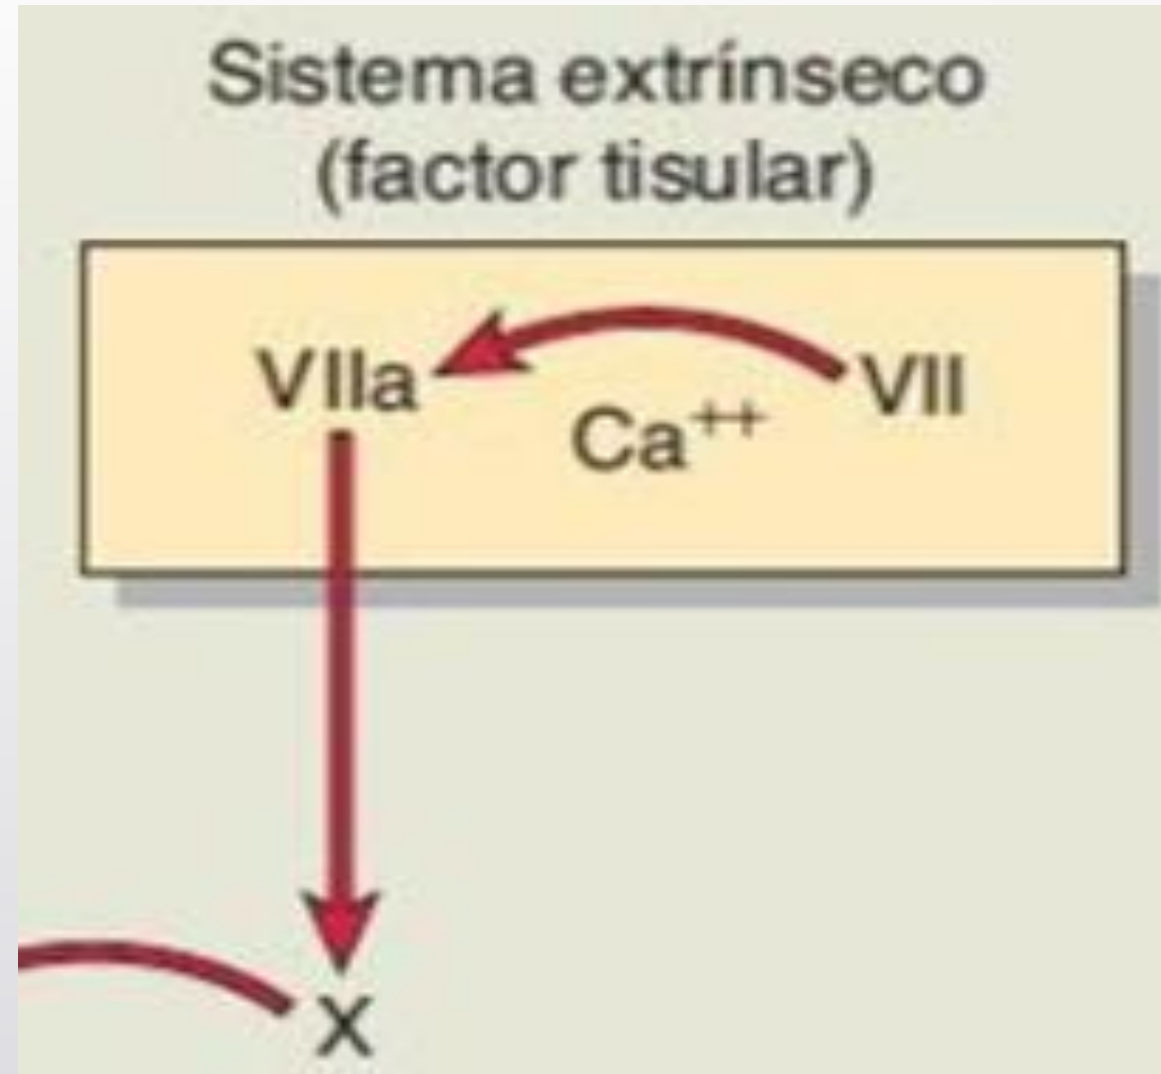 Sistema extrínseco
(factor tisular)
VIIa
VII
Ca++
X